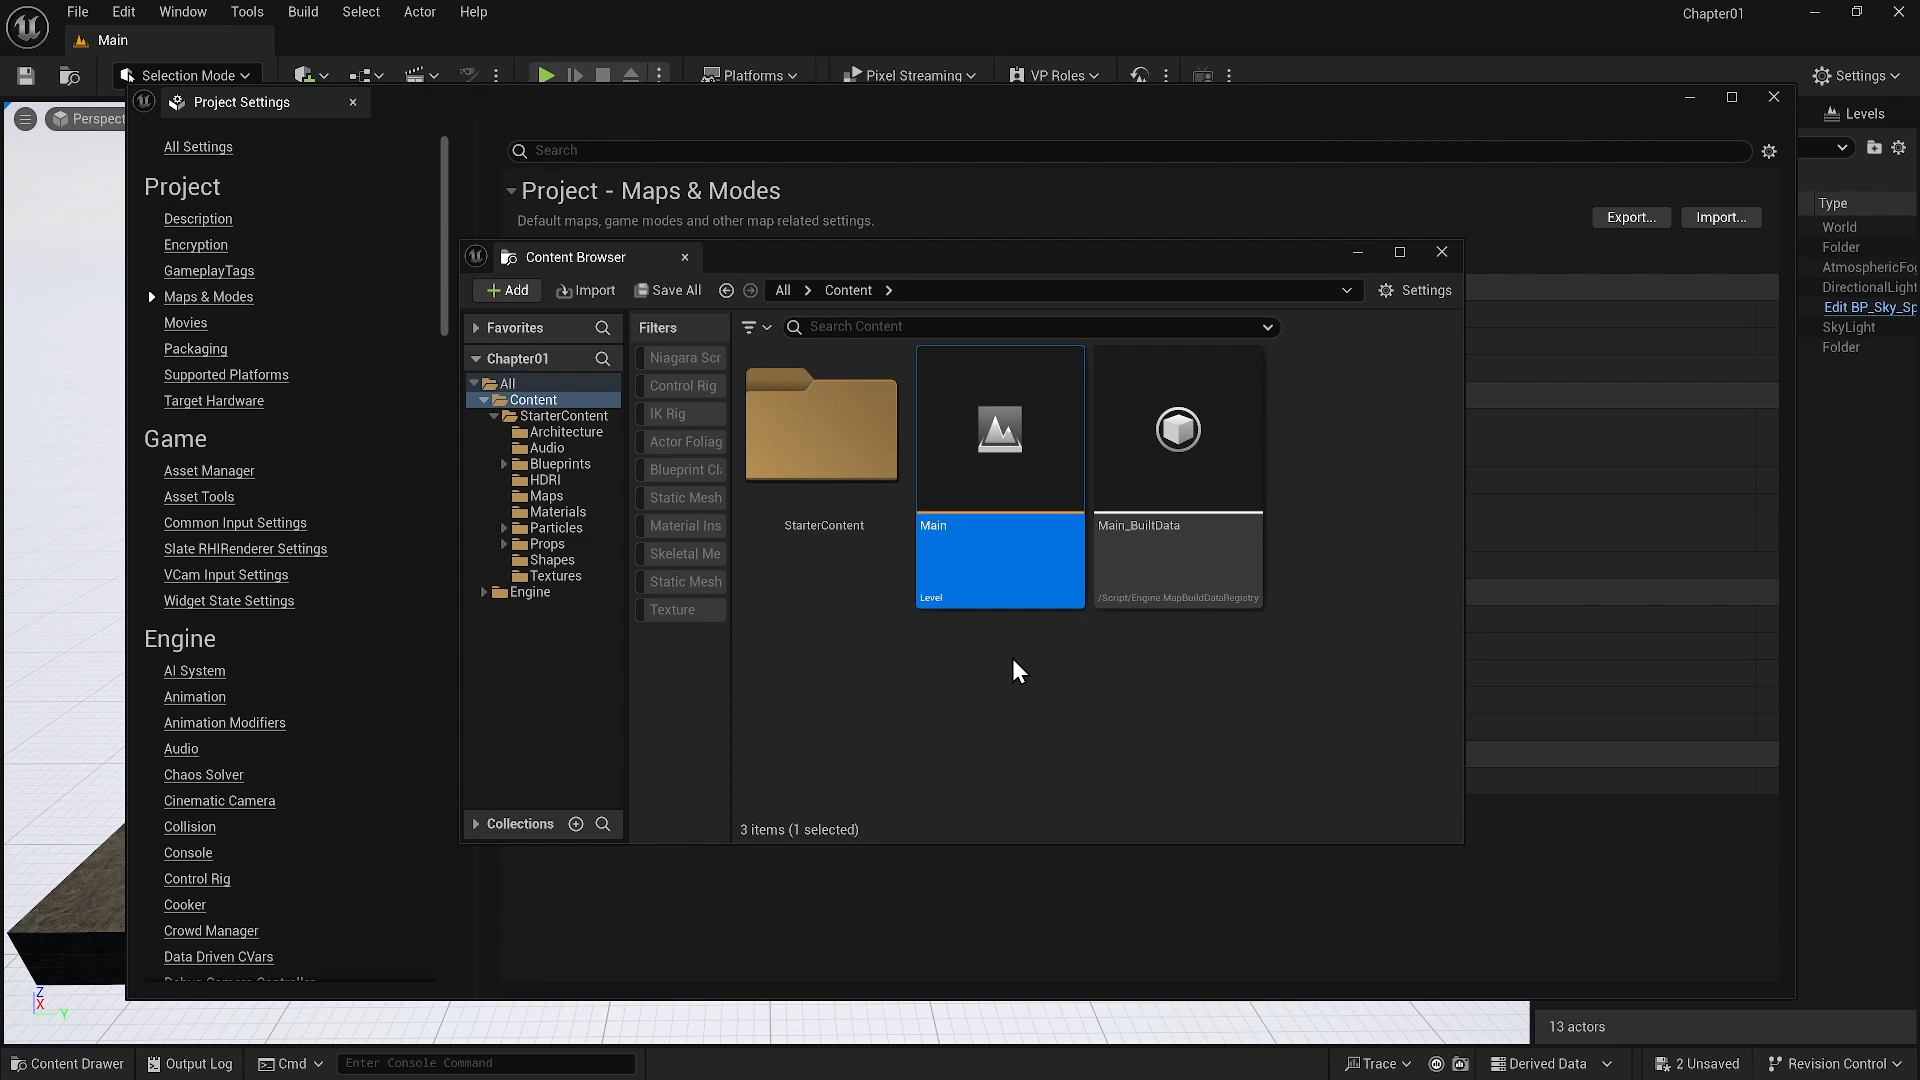 File Edit Window Tools Build Select Actor Help
Chapter01
Main
Selection Mode
Platforms
Pixel Streaming
VP Roles
Settings
Project Settings
Perspect
Levels
All Settings
Search
Project
Project - Maps & Modes
Default maps, game modes and other map related settings.
Export...
Import...
Description
Encryption
GameplayTags
Maps & Modes
Movies
Packaging
Supported Platforms
Target Hardware
Game
Asset Manager
Asset Tools
Common Input Settings
Slate RHIRenderer Settings
VCam Input Settings
Widget State Settings
Engine
AI System
Animation
Animation Modifiers
Audio
Chaos Solver
Cinematic Camera
Collision
Console
Control Rig
Cooker
Crowd Manager
Data Driven CVars
Content Browser
Add
Import
Save All
All
Content
Settings
Favorites
Chapter01
All
Content
StarterContent
Architecture
Audio
Blueprints
HDRI
Maps
Materials
Particles
Props
Shapes
Textures
Engine
Collections
Filters
Niagara Scr
Control Rig
IK Rig
Actor Foliag
Blueprint Cl
Static Mesh
Material Ins
Skeletal Me
Static Mesh
Texture
Search Content
StarterContent
Main
Level
Main_BuiltData
/Script/Engine.MapBuildDataRegistry
3 items (1 selected)
Type
World
Folder
AtmosphericFog
DirectionalLight
Edit BP_Sky_Sp
SkyLight
Folder
Z
X
Y
13 actors
Content Drawer
Output Log
Cmd
Enter Console Command
Trace
Derived Data
2 Unsaved
Revision Control